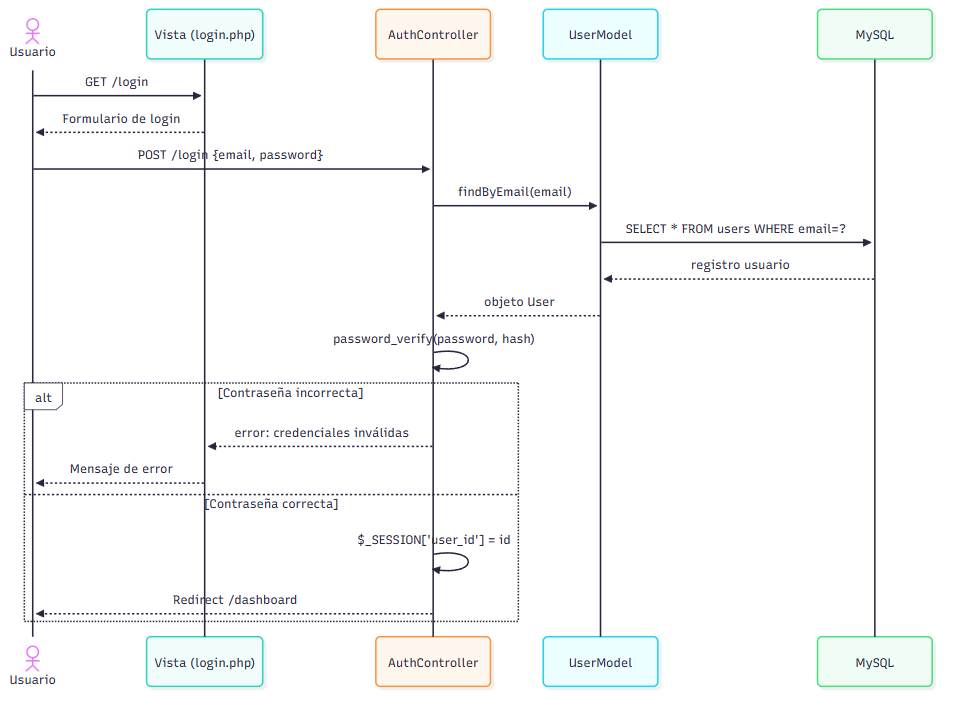 Usuario
Vista (login.php)
AuthController
UserModel
MySQL
GET /login
Formulario de login
POST /login {email, password}
findByEmail(email)
SELECT * FROM users WHERE email=?
registro usuario
objeto User
password_verify(password, hash)
alt
[Contraseña incorrecta]
error: credenciales inválidas
Mensaje de error
[Contraseña correcta]
$_SESSION['user_id'] = id
Redirect /dashboard
Usuario
Vista (login.php)
AuthController
UserModel
MySQL